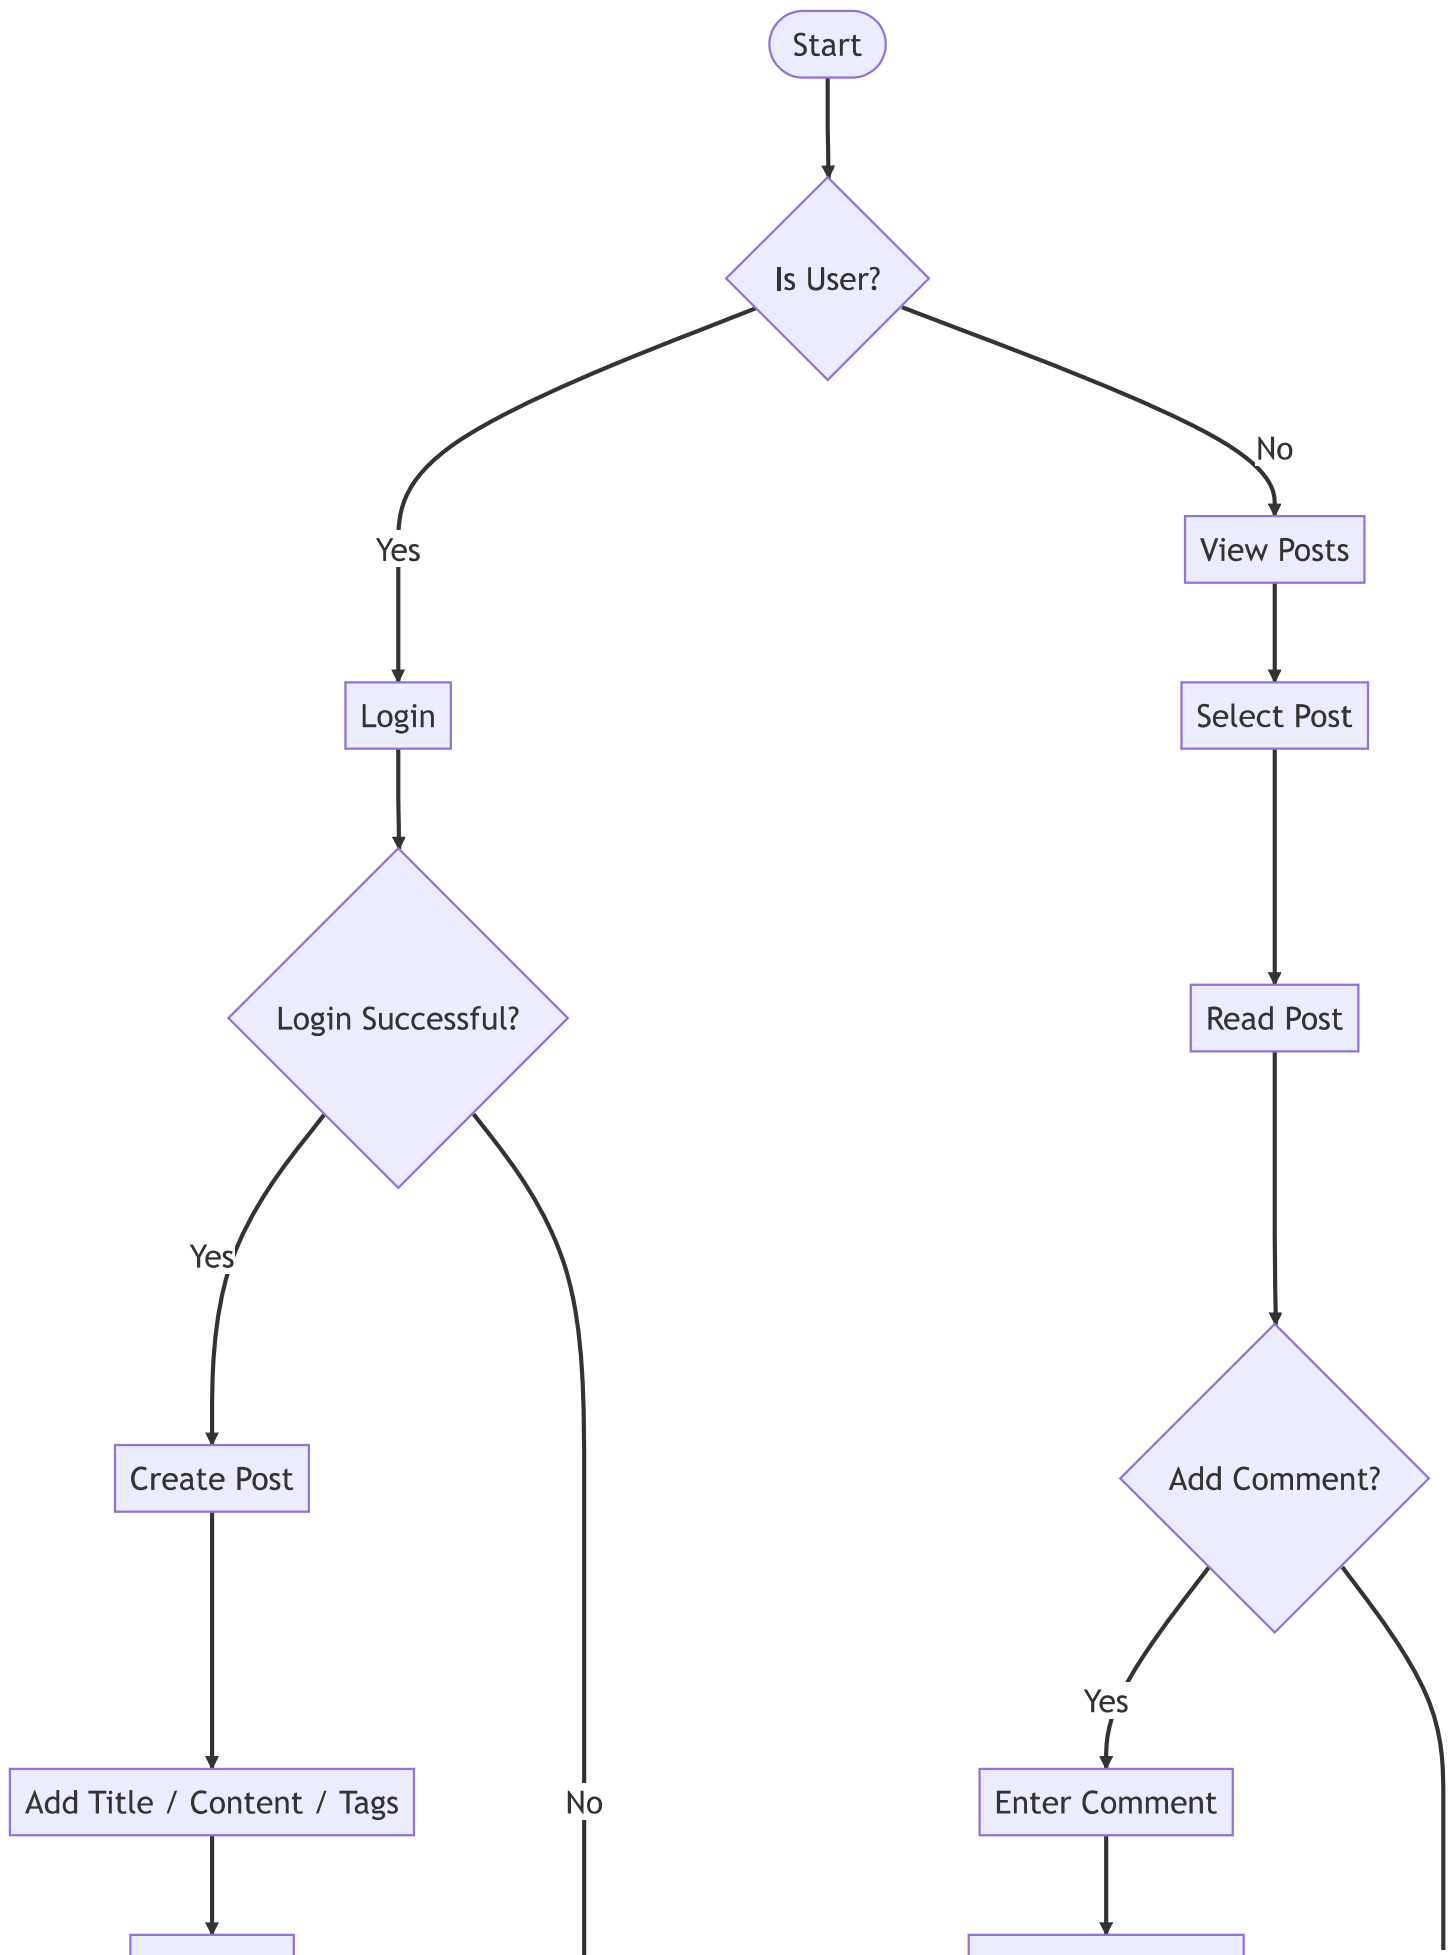 Start
Is User?
No
Yes
View Posts
Login
Select Post
Login Successful?
Read Post
Yes
Create Post
Add Comment?
Yes
Add Title / Content / Tags
No
Enter Comment